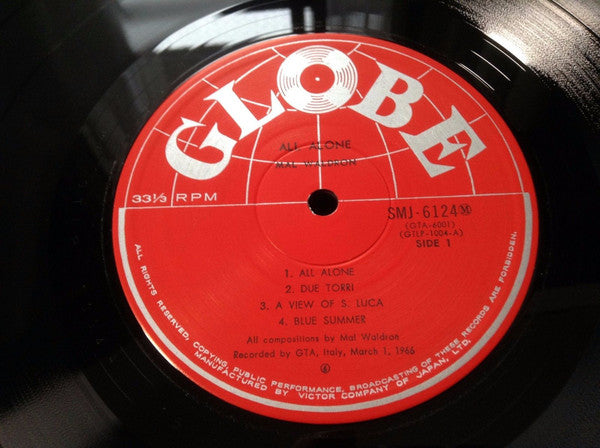 GLOBE
ALL ALONE
MAL WALDRON
33⅓ RPM
SMJ-6124 Ⓜ
(GTA-6001)
(GTLP-1004-A)
SIDE 1
1. ALL ALONE
2. DUE TORRI
3. A VIEW OF S. LUCA
4. BLUE SUMMER
All compositions by Mal Waldron
Recorded by GTA, Italy, March 1, 1966
⑥
ALL RIGHTS RESERVED, COPYING, PUBLIC PERFORMANCE, BROADCASTING OF THESE RECORDS ARE FORBIDDEN.
MANUFACTURED BY VICTOR COMPANY OF JAPAN, LTD.